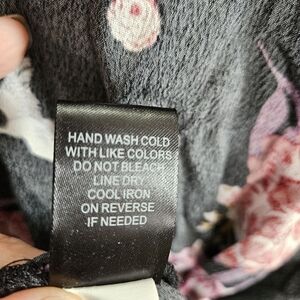 HAND WASH COLD
WITH LIKE COLORS
DO NOT BLEACH
LINE DRY
COOL IRON
ON REVERSE
IF NEEDED